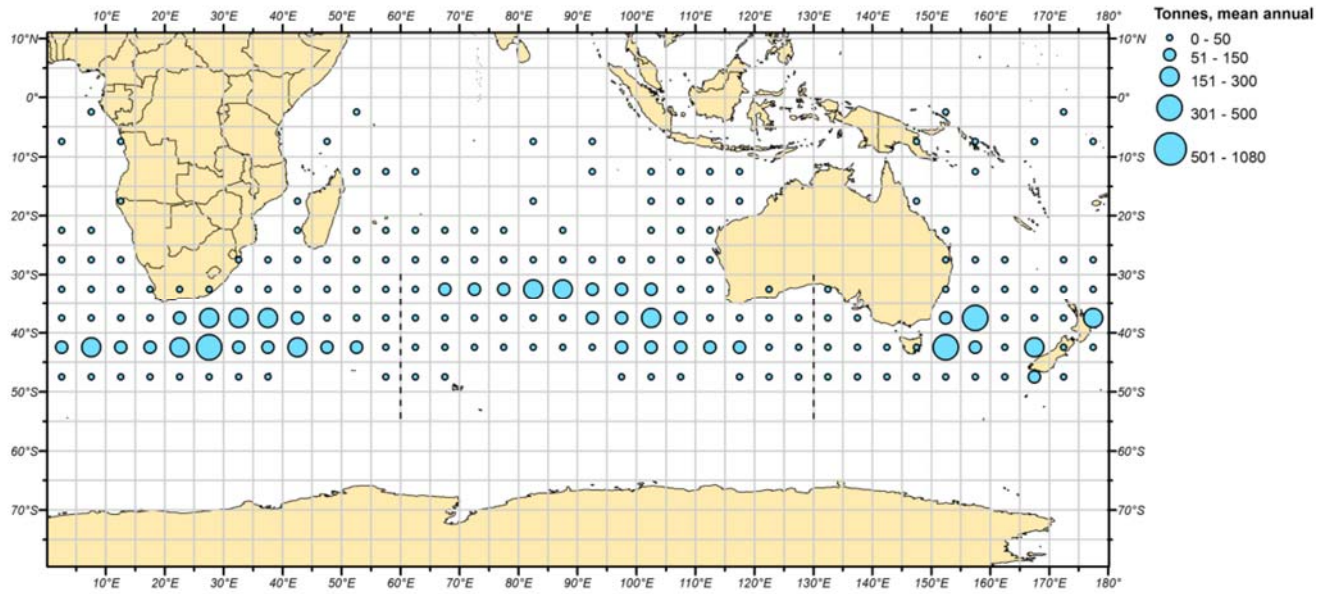 10°E 20°E 30°E 40°E 50°E 60°E 70°E 80°E 90°E 100°E 110°E 120°E 130°E 140°E 150°E 160°E 170°E 180°
Tonnes, mean annual
0 - 50
51 - 150
151 - 300
301 - 500
501 - 1080
10°N 10°N
0° 0°
10°S 10°S
20°S 20°S
30°S 30°S
40°S 40°S
50°S 50°S
60°S 60°S
70°S 70°S
10°E 20°E 30°E 40°E 50°E 60°E 70°E 80°E 90°E 100°E 110°E 120°E 130°E 140°E 150°E 160°E 170°E 180°